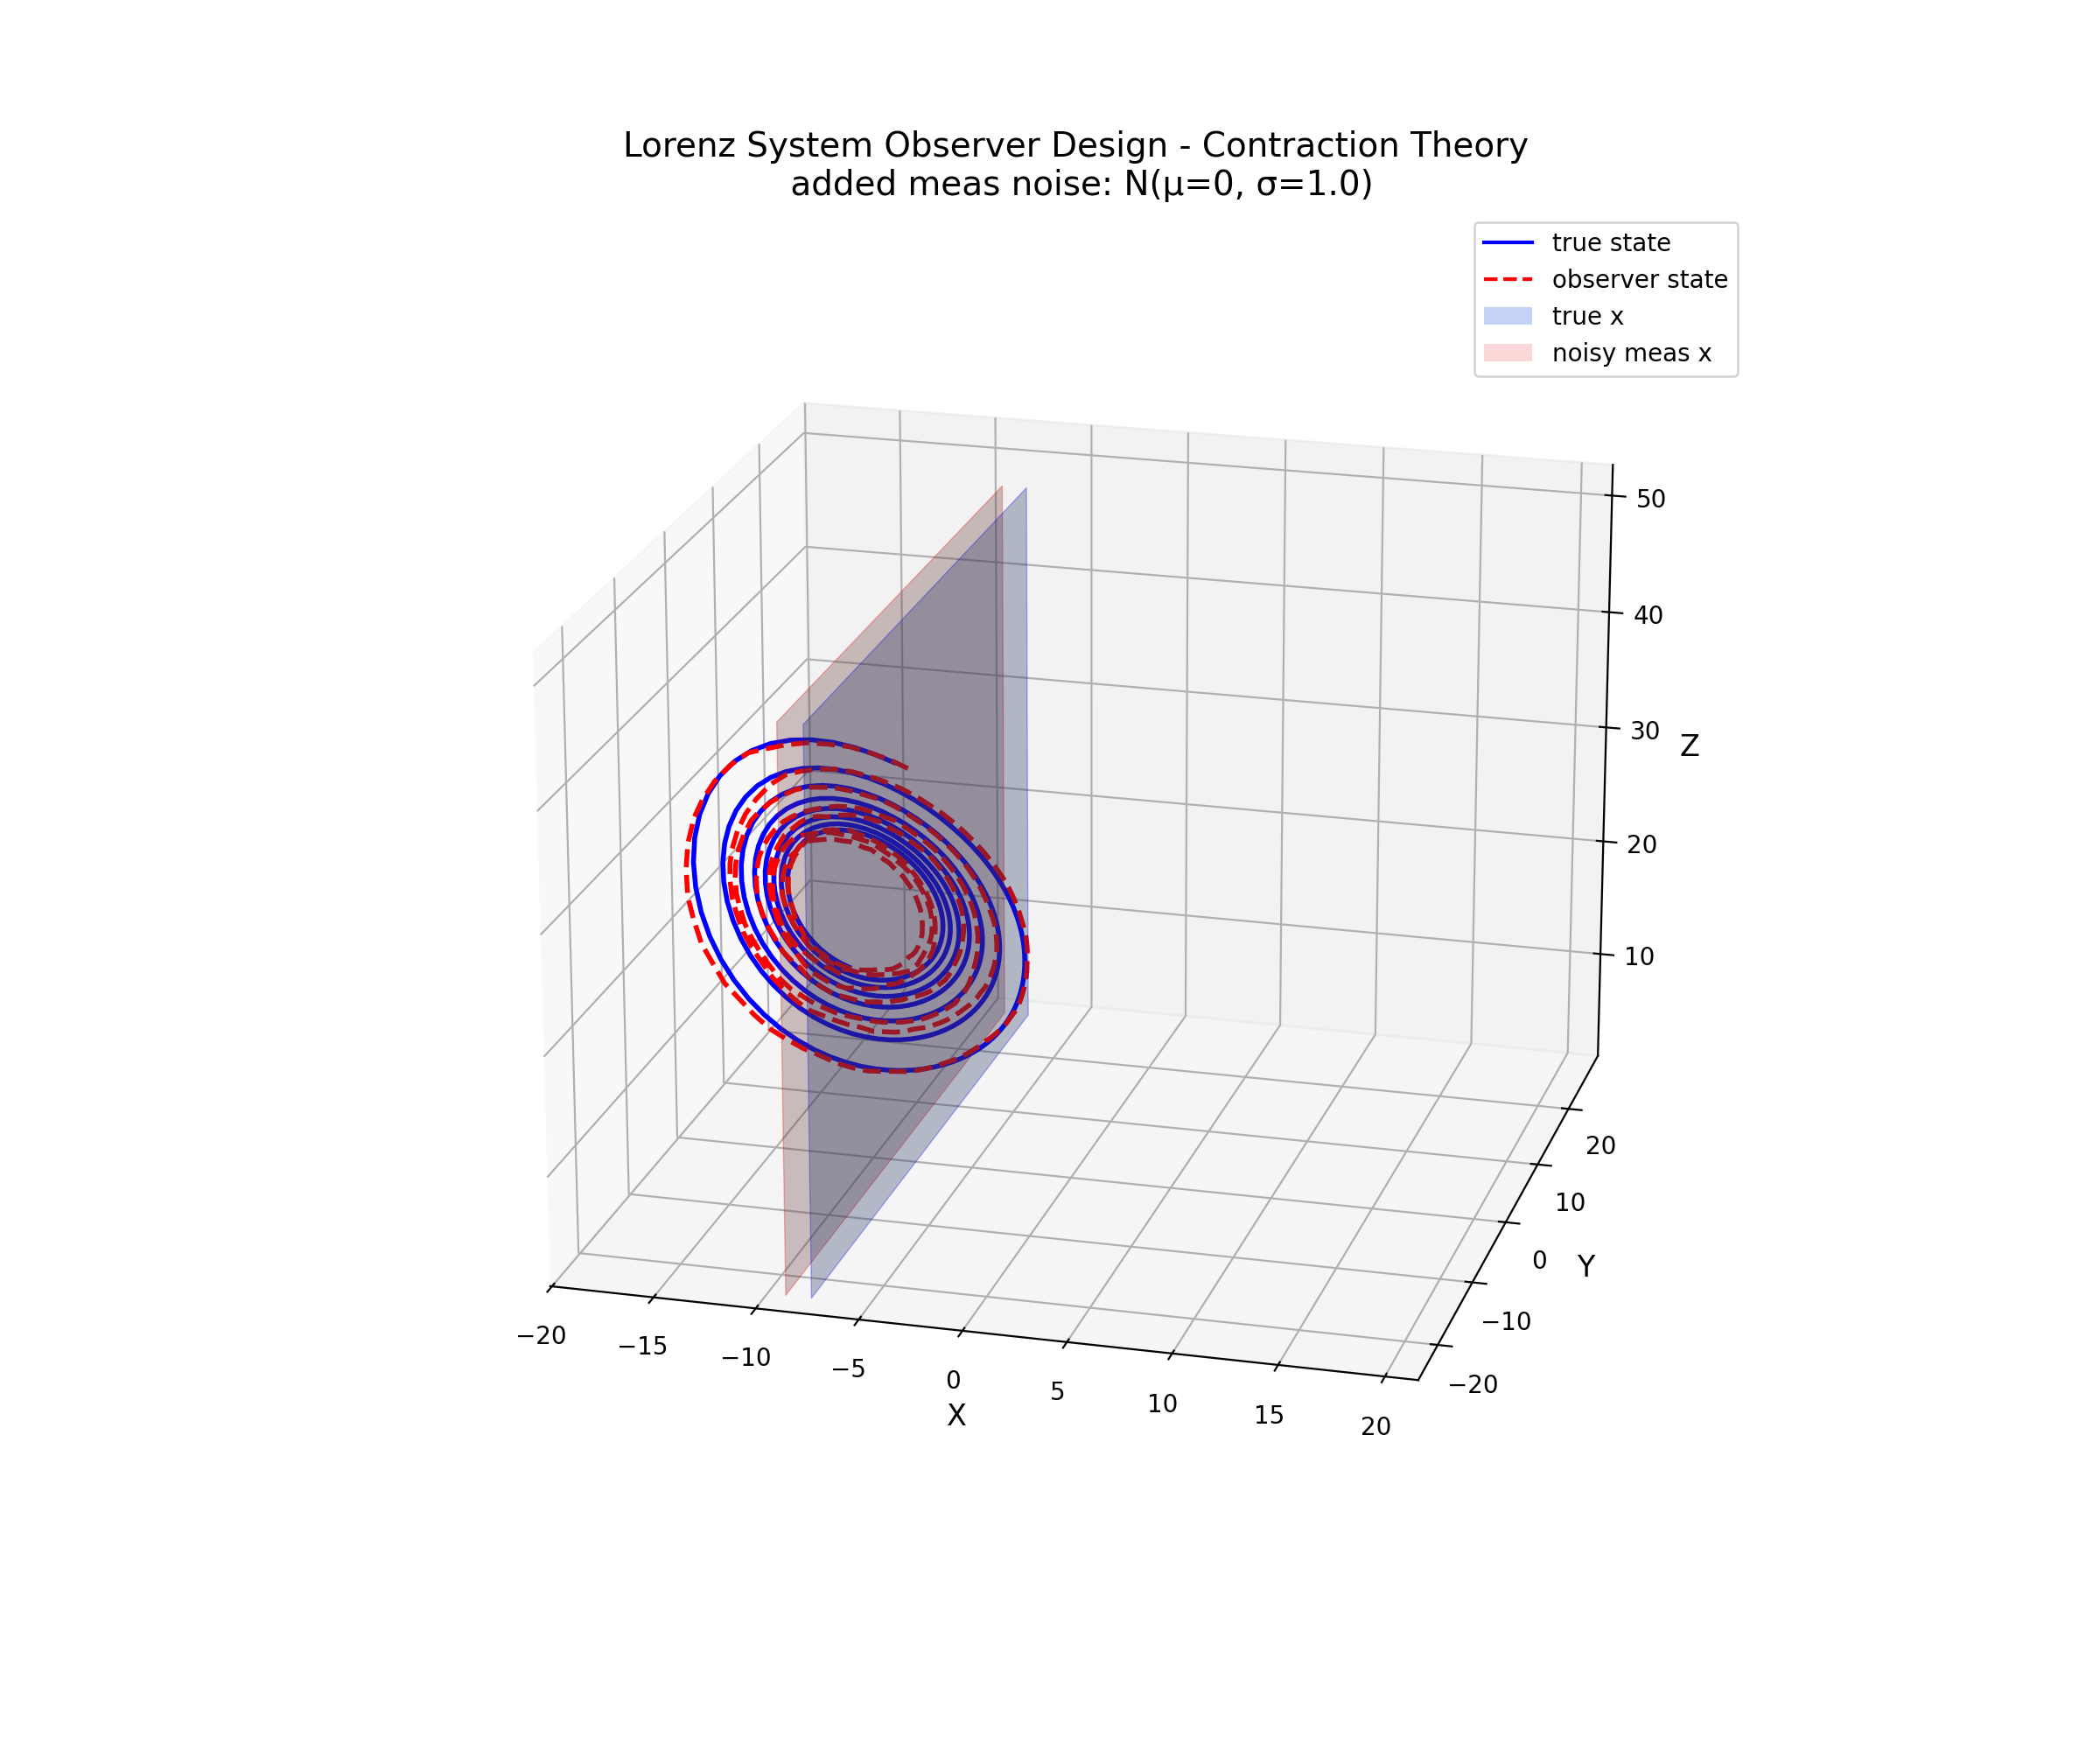 Lorenz System Observer Design - Contraction Theory
added meas noise: N(μ=0, σ=1.0)
true state
observer state
true x
noisy meas x
50
40
30
Z
20
10
20
10
0
Y
−10
−20
−20
−15
−10
−5
0
5
10
15
20
X